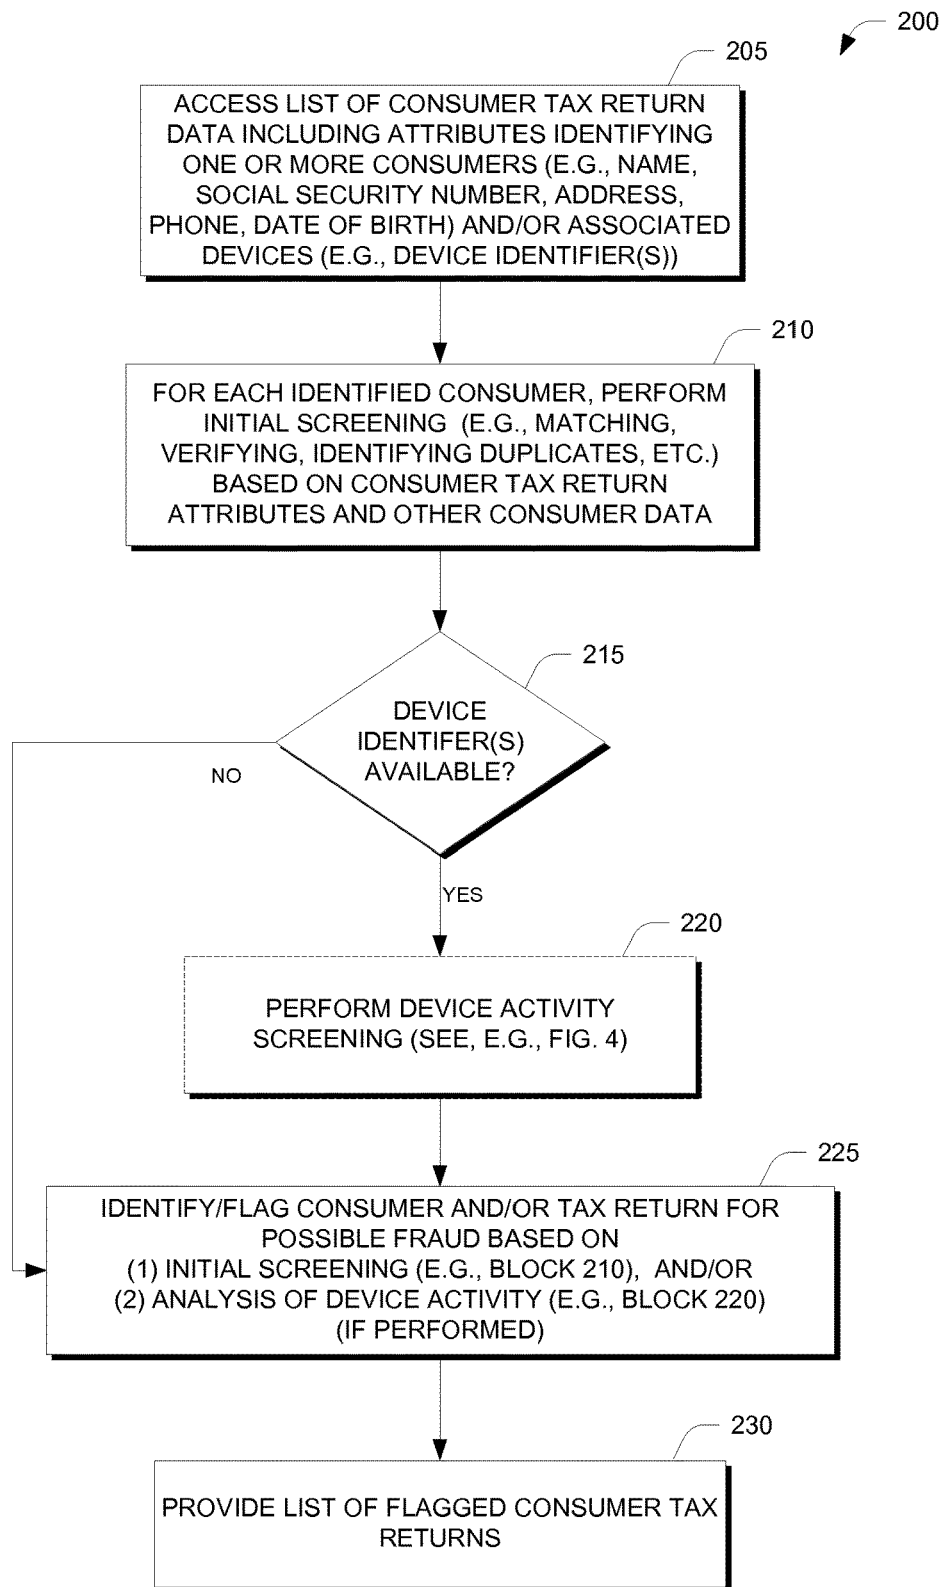 200
205
ACCESS LIST OF CONSUMER TAX RETURN
DATA INCLUDING ATTRIBUTES IDENTIFYING
ONE OR MORE CONSUMERS (E.G., NAME,
SOCIAL SECURITY NUMBER, ADDRESS,
PHONE, DATE OF BIRTH) AND/OR ASSOCIATED
DEVICES (E.G., DEVICE IDENTIFIER(S))
210
FOR EACH IDENTIFIED CONSUMER, PERFORM
INITIAL SCREENING (E.G., MATCHING,
VERIFYING, IDENTIFYING DUPLICATES, ETC.)
BASED ON CONSUMER TAX RETURN
ATTRIBUTES AND OTHER CONSUMER DATA
215
DEVICE
IDENTIFER(S)
AVAILABLE?
NO
YES
220
PERFORM DEVICE ACTIVITY
SCREENING (SEE, E.G., FIG. 4)
225
IDENTIFY/FLAG CONSUMER AND/OR TAX RETURN FOR
POSSIBLE FRAUD BASED ON
(1) INITIAL SCREENING (E.G., BLOCK 210), AND/OR
(2) ANALYSIS OF DEVICE ACTIVITY (E.G., BLOCK 220)
(IF PERFORMED)
230
PROVIDE LIST OF FLAGGED CONSUMER TAX
RETURNS